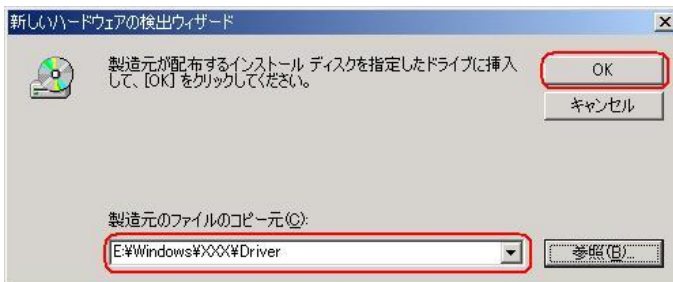 新しいハードウェアの検出ウィザード
製造元が配布するインストール ディスクを指定したドライブに挿入
して、[OK] をクリックしてください。
OK
キャンセル
製造元のファイルのコピー元(C):
E:¥Windows¥XXX¥Driver
参照(B)...